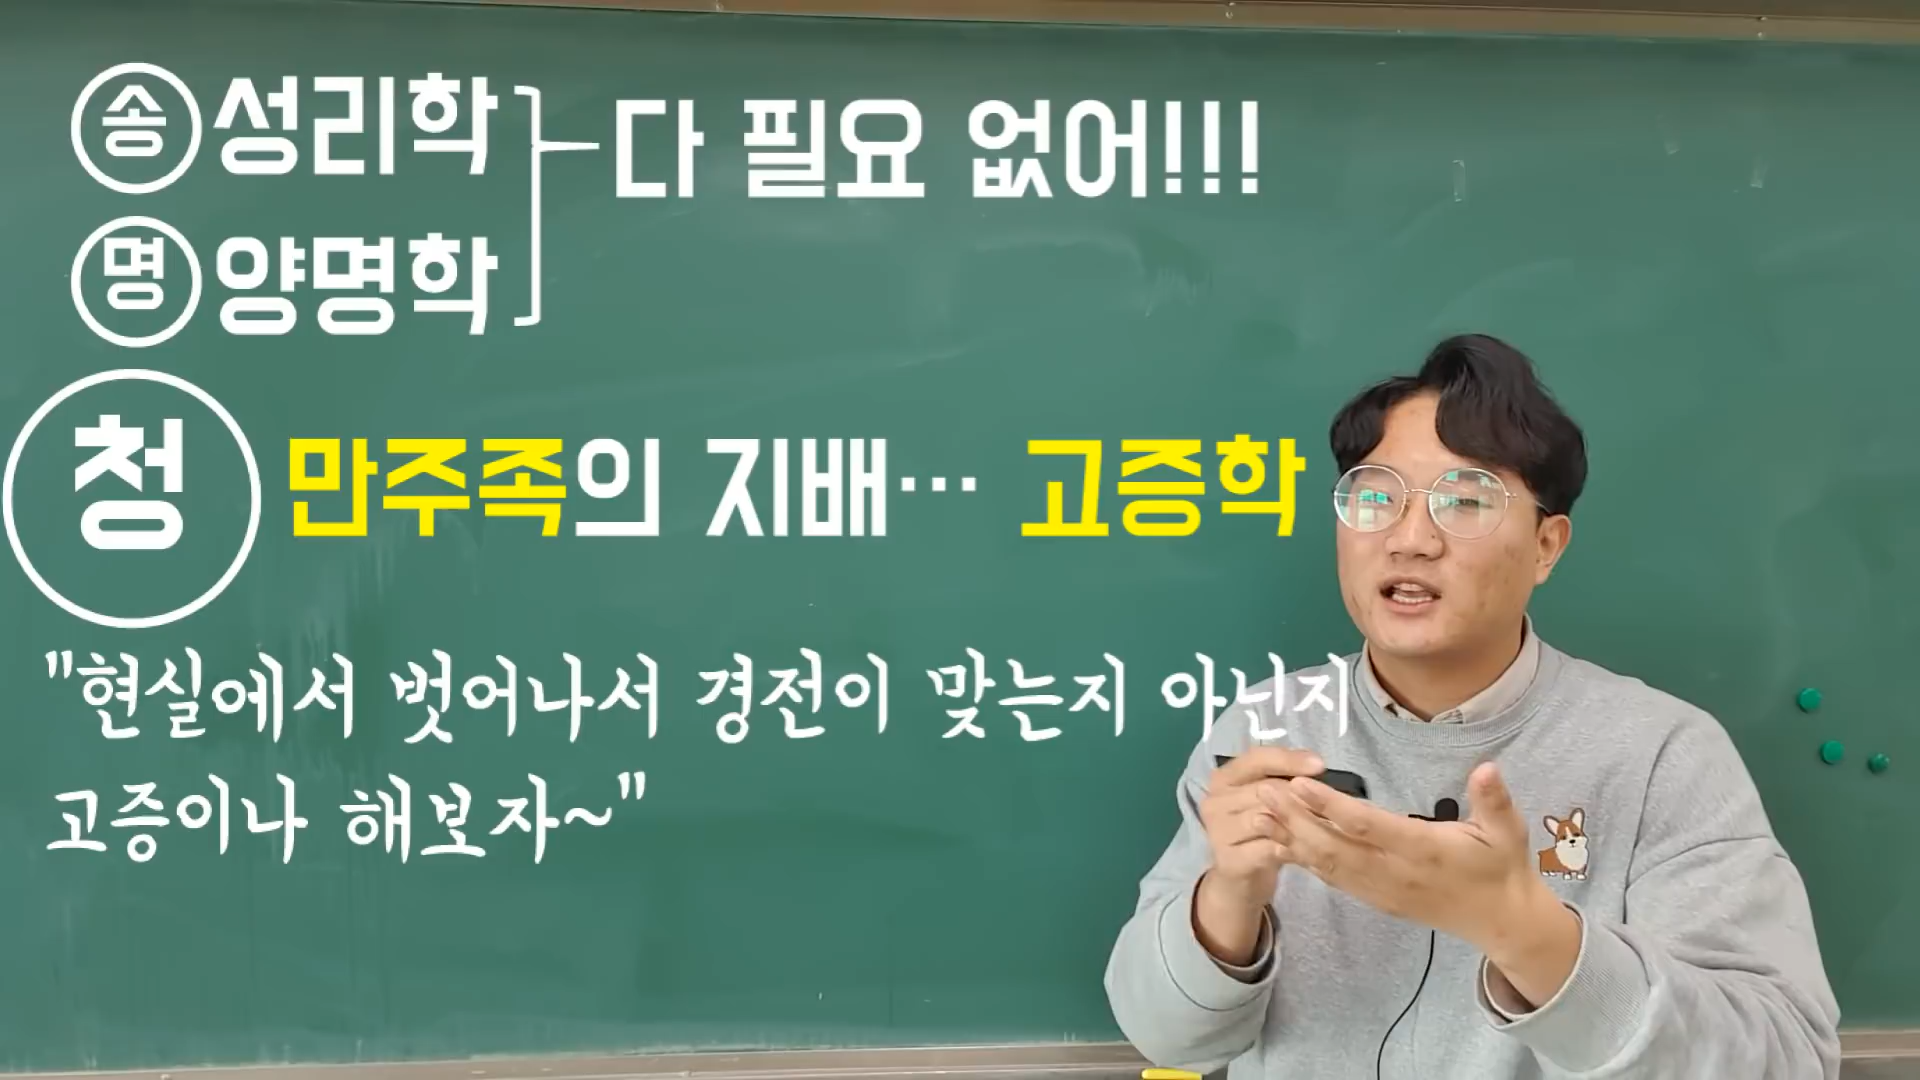 송 성리학
다 필요 없어!!!
명 양명학
청 만주족의 지배… 고증학
"현실에서 벗어나서 경전이 맞는지 아닌지
고증이나 해보자~"